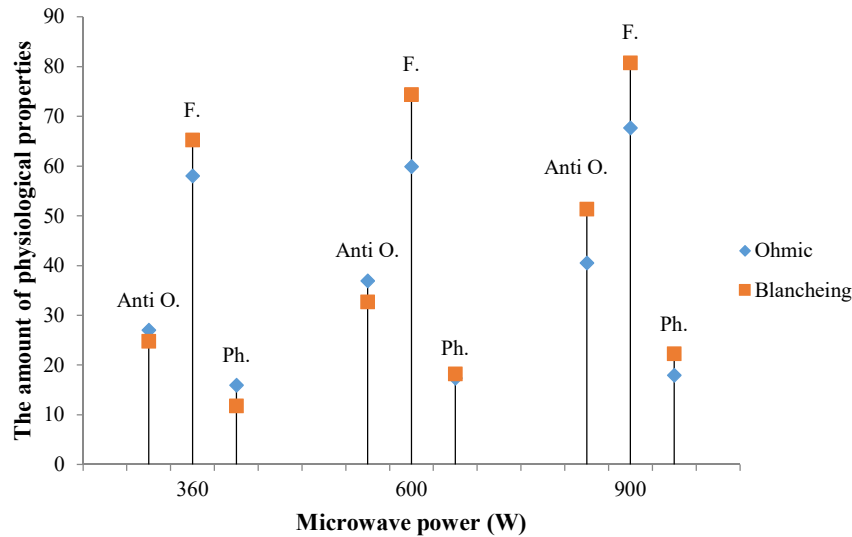 The amount of physiological properties
90
80
70
60
50
40
30
20
10
0
Anti O.
F.
Ph.
Anti O.
F.
Ph.
Anti O.
F.
Ph.
360
600
900
Microwave power (W)
Ohmic
Blancheing